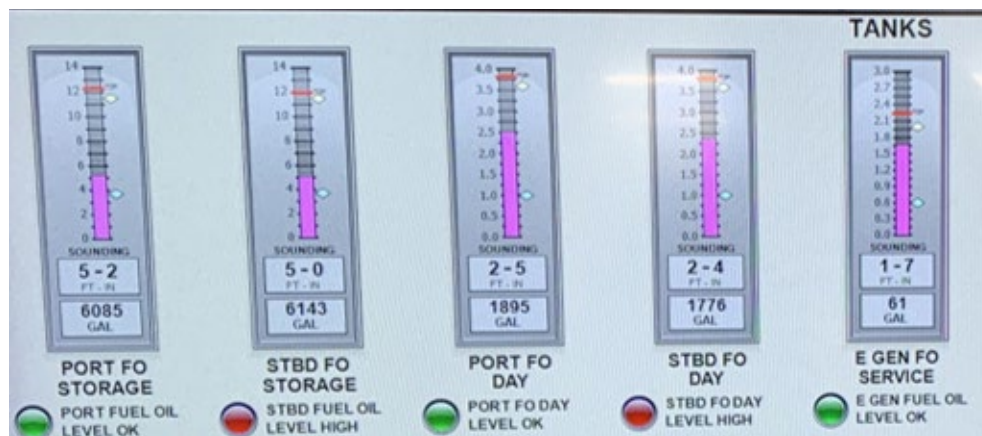 TANKS
14
12
10
8
6
4
2
0
SOUNDING
5 - 2
FT - IN
6085
GAL
PORT FO
STORAGE
PORT FUEL OIL
LEVEL OK
14
12
10
8
6
4
2
0
SOUNDING
5 - 0
FT - IN
6143
GAL
STBD FO
STORAGE
STBD FUEL OIL
LEVEL HIGH
4.0
3.5
3.0
2.5
2.0
1.5
1.0
0.5
0.0
SOUNDING
2 - 5
FT - IN
1895
GAL
PORT FO
DAY
PORT FO DAY
LEVEL OK
4.0
3.5
3.0
2.5
2.0
1.5
1.0
0.5
0.0
SOUNDING
2 - 4
FT - IN
1776
GAL
STBD FO
DAY
STBD FO DAY
LEVEL HIGH
3.0
2.7
2.4
2.1
1.8
1.5
1.2
0.9
0.6
0.3
0.0
SOUNDING
1 - 7
FT - IN
61
GAL
E GEN FO
SERVICE
E GEN FUEL OIL
LEVEL OK